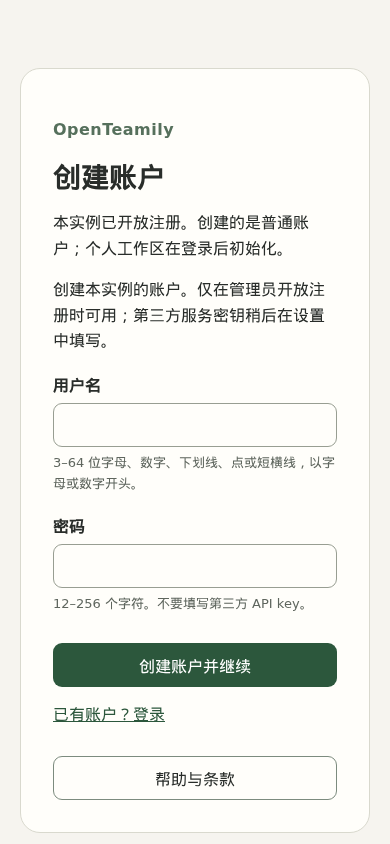 OpenTeamily
创建账户
本实例已开放注册。创建的是普通账
户；个人工作区在登录后初始化。
创建本实例的账户。仅在管理员开放注
册时可用；第三方服务密钥稍后在设置
中填写。
用户名
3–64 位字母、数字、下划线、点或短横线，以字
母或数字开头。
密码
12–256 个字符。不要填写第三方 API key。
创建账户并继续
已有账户？登录
帮助与条款